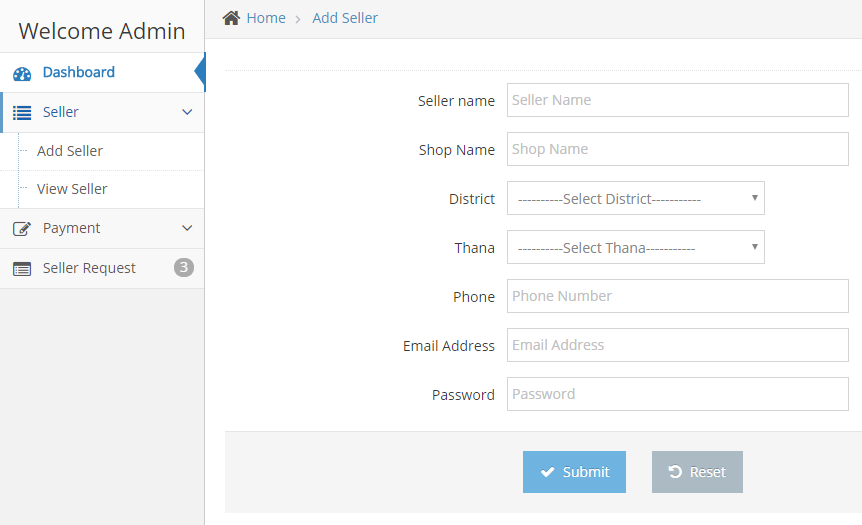 Welcome Admin
Dashboard
Seller
Add Seller
View Seller
Payment
Seller Request 3
Home > Add Seller
Seller name Seller Name
Shop Name Shop Name
District ----------Select District-----------
Thana ----------Select Thana-----------
Phone Phone Number
Email Address Email Address
Password Password
Submit Reset